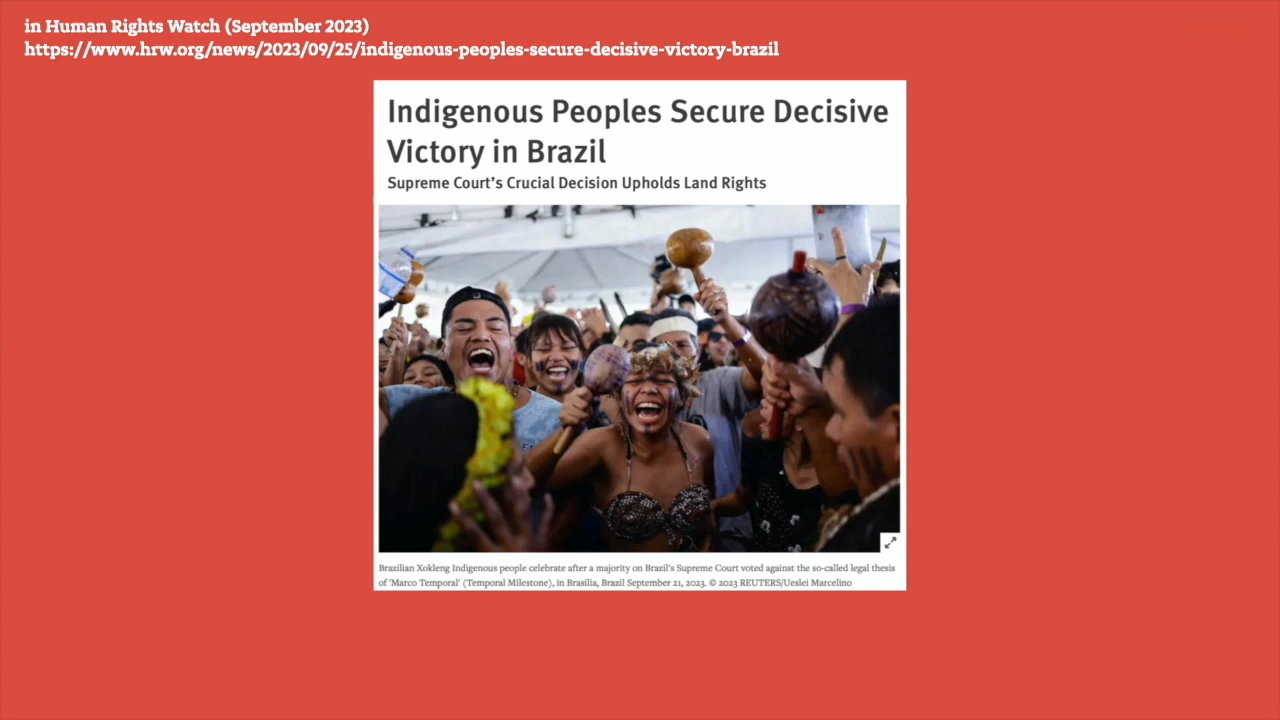 in Human Rights Watch (September 2023)
https://www.hrw.org/news/2023/09/25/indigenous-peoples-secure-decisive-victory-brazil
Indigenous Peoples Secure Decisive
Victory in Brazil
Supreme Court’s Crucial Decision Upholds Land Rights
Brazilian Xokleng Indigenous people celebrate after a majority on Brazil's Supreme Court voted against the so-called legal thesis
of 'Marco Temporal' (Temporal Milestone), in Brasilia, Brazil September 21, 2023. © 2023 REUTERS/Ueslei Marcelino